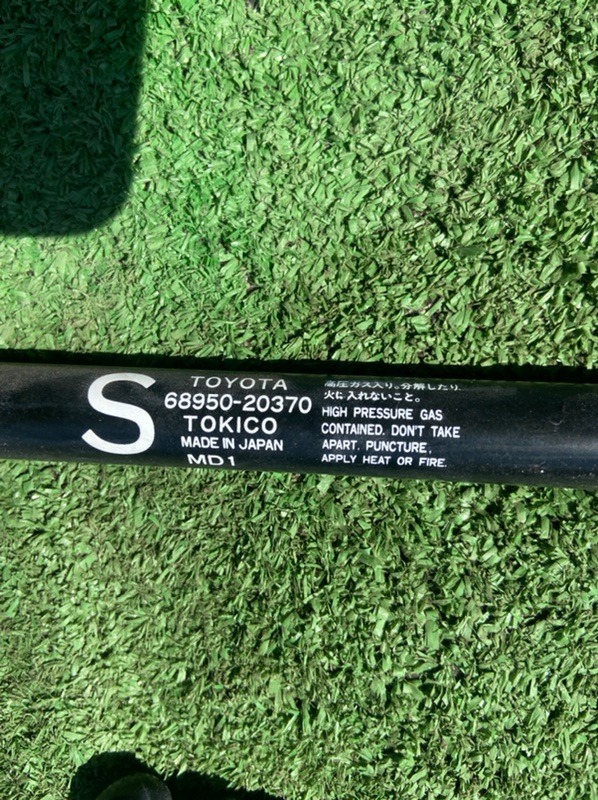 S
TOYOTA
68950-20370
TOKICO
MADE IN JAPAN
MD1
高圧ガス入り。分解したり、
火に入れないこと。
HIGH PRESSURE GAS
CONTAINED. DON'T TAKE
APART, PUNCTURE,
APPLY HEAT OR FIRE.